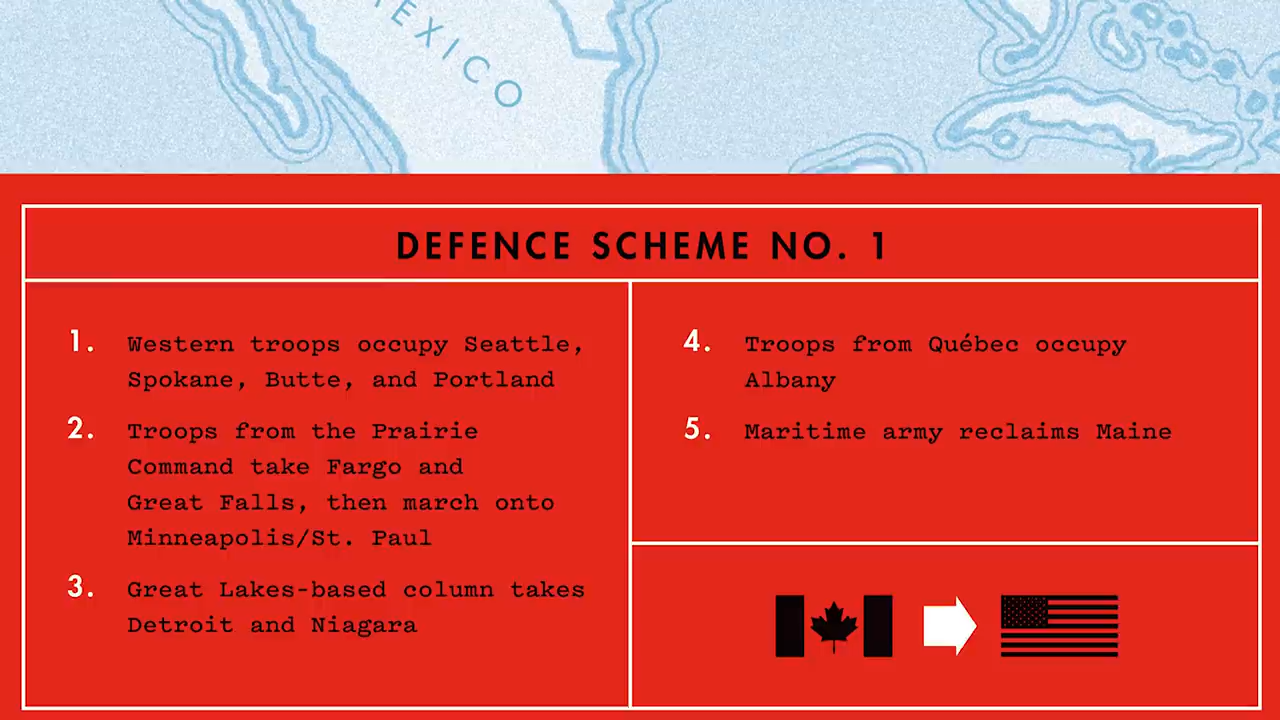 MEXICO
DEFENCE SCHEME NO. 1
1. Western troops occupy Seattle,
Spokane, Butte, and Portland
2. Troops from the Prairie
Command take Fargo and
Great Falls, then march onto
Minneapolis/St. Paul
3. Great Lakes-based column takes
Detroit and Niagara
4. Troops from Québec occupy
Albany
5. Maritime army reclaims Maine